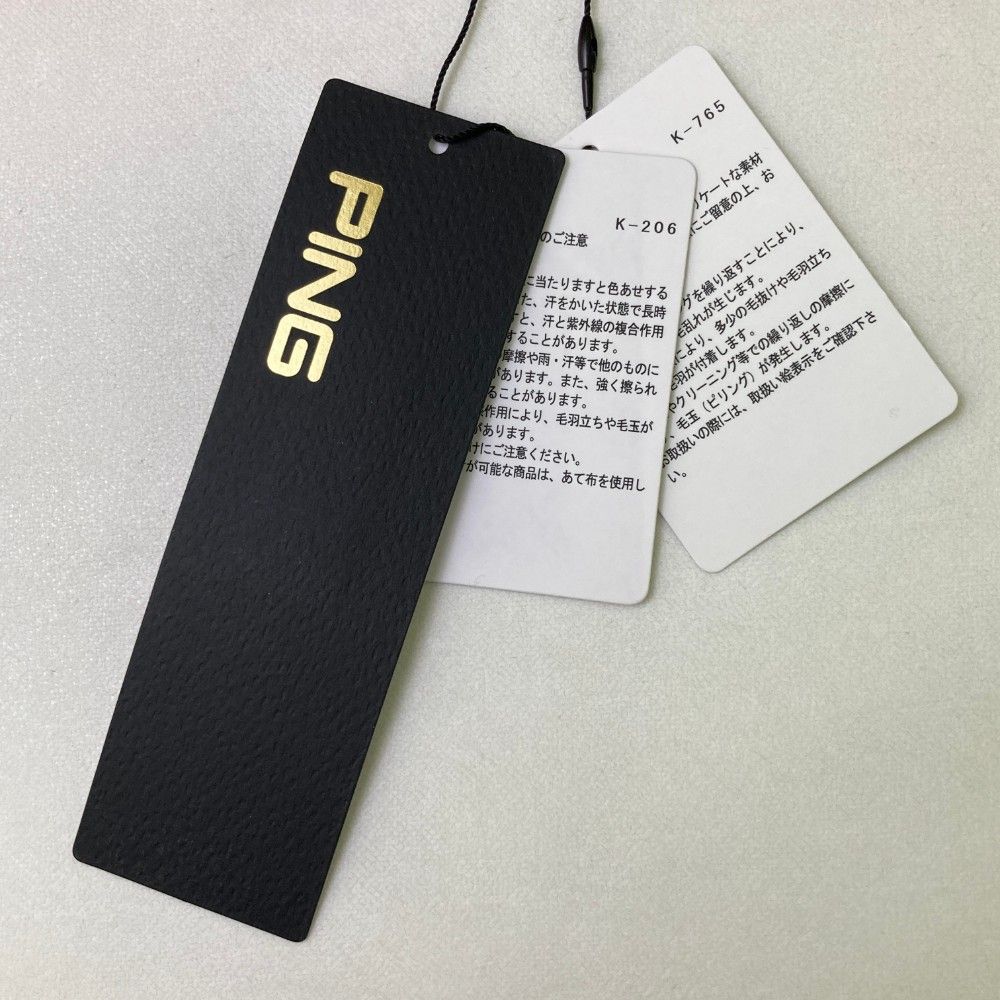 PING
K-206
のご注意
に当たりますと色あせする
た、汗をかいた状態で長時
と、汗と紫外線の複合作用
することがあります。
摩擦や雨・汗等で他のものに
があります。また、強く擦られ
ることがあります。
作用により、毛羽立ちや毛玉が
があります。
けにご注意ください。
が可能な商品は、あて布を使用し
K-765
リケートな素材
にご留意の上、お
グを繰り返すことにより、
毛乱れが生じます。
により、多少の毛抜けや毛羽立ち
毛羽が付着します。
やクリーニング等での繰り返しの摩擦に
、毛玉（ピリング）が発生します。
お取扱いの際には、取扱い絵表示をご確認下さ
い。